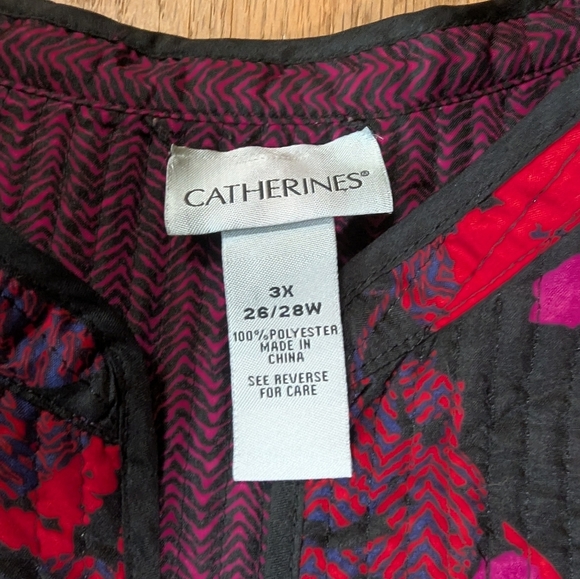 CATHERINES®
3X
26/28W
100% POLYESTER
MADE IN
CHINA
SEE REVERSE
FOR CARE